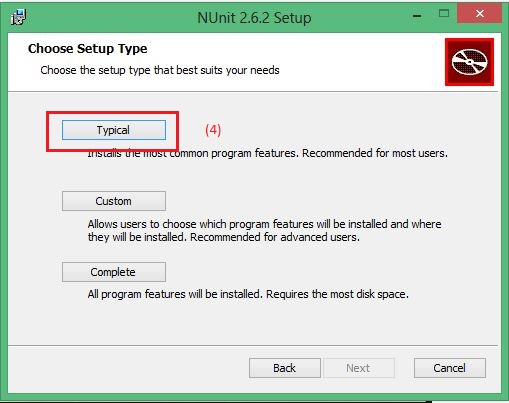 NUnit 2.6.2 Setup
Choose Setup Type
Choose the setup type that best suits your needs
Typical
(4)
Installs the most common program features. Recommended for most users.
Custom
Allows users to choose which program features will be installed and where
they will be installed. Recommended for advanced users.
Complete
All program features will be installed. Requires the most disk space.
Back
Next
Cancel